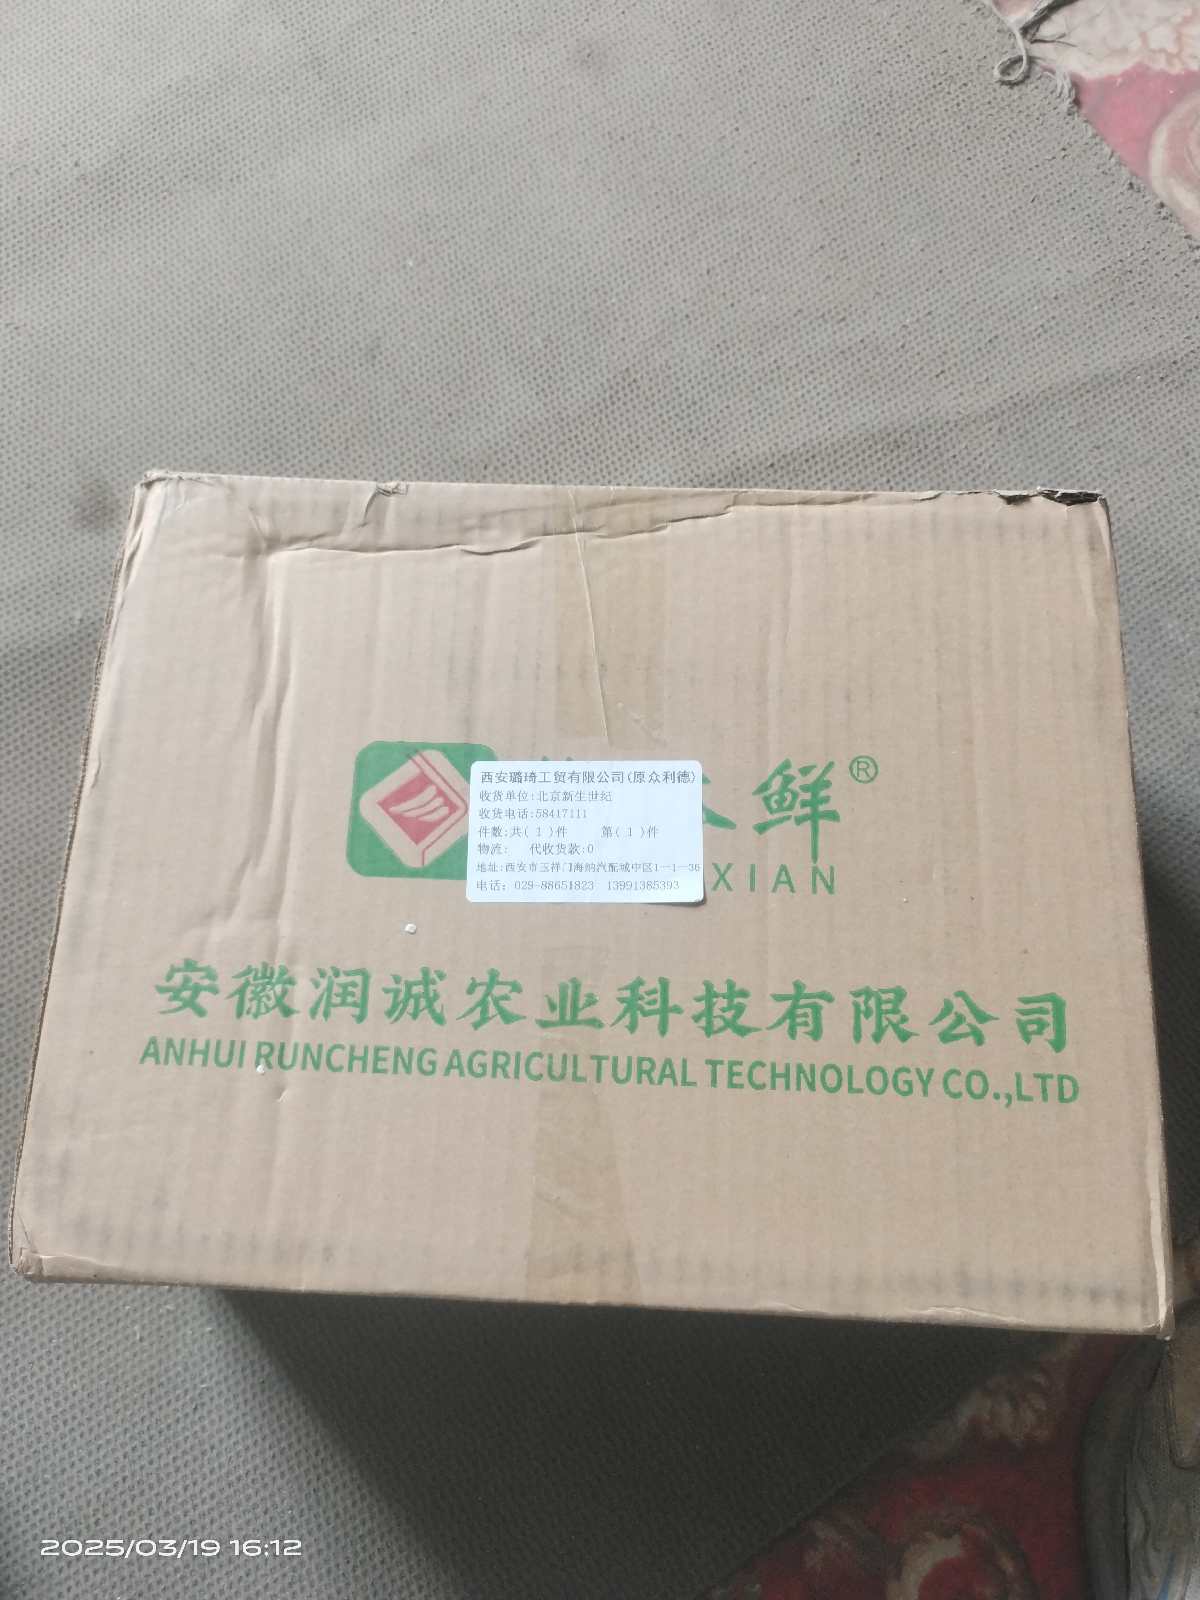 鲜®
XIAN
西安璐琦工贸有限公司(原众利德)
收货单位:北京新生世纪
收货电话:58417111
件数:共( 1 )件 第( 1 )件
物流: 代收货款:0
地址:西安市玉祥门海纳汽配城中区1-1-36
电话: 029-88651823 13991385393
安徽润诚农业科技有限公司
ANHUI RUNCHENG AGRICULTURAL TECHNOLOGY CO.,LTD
2025/03/19 16:12